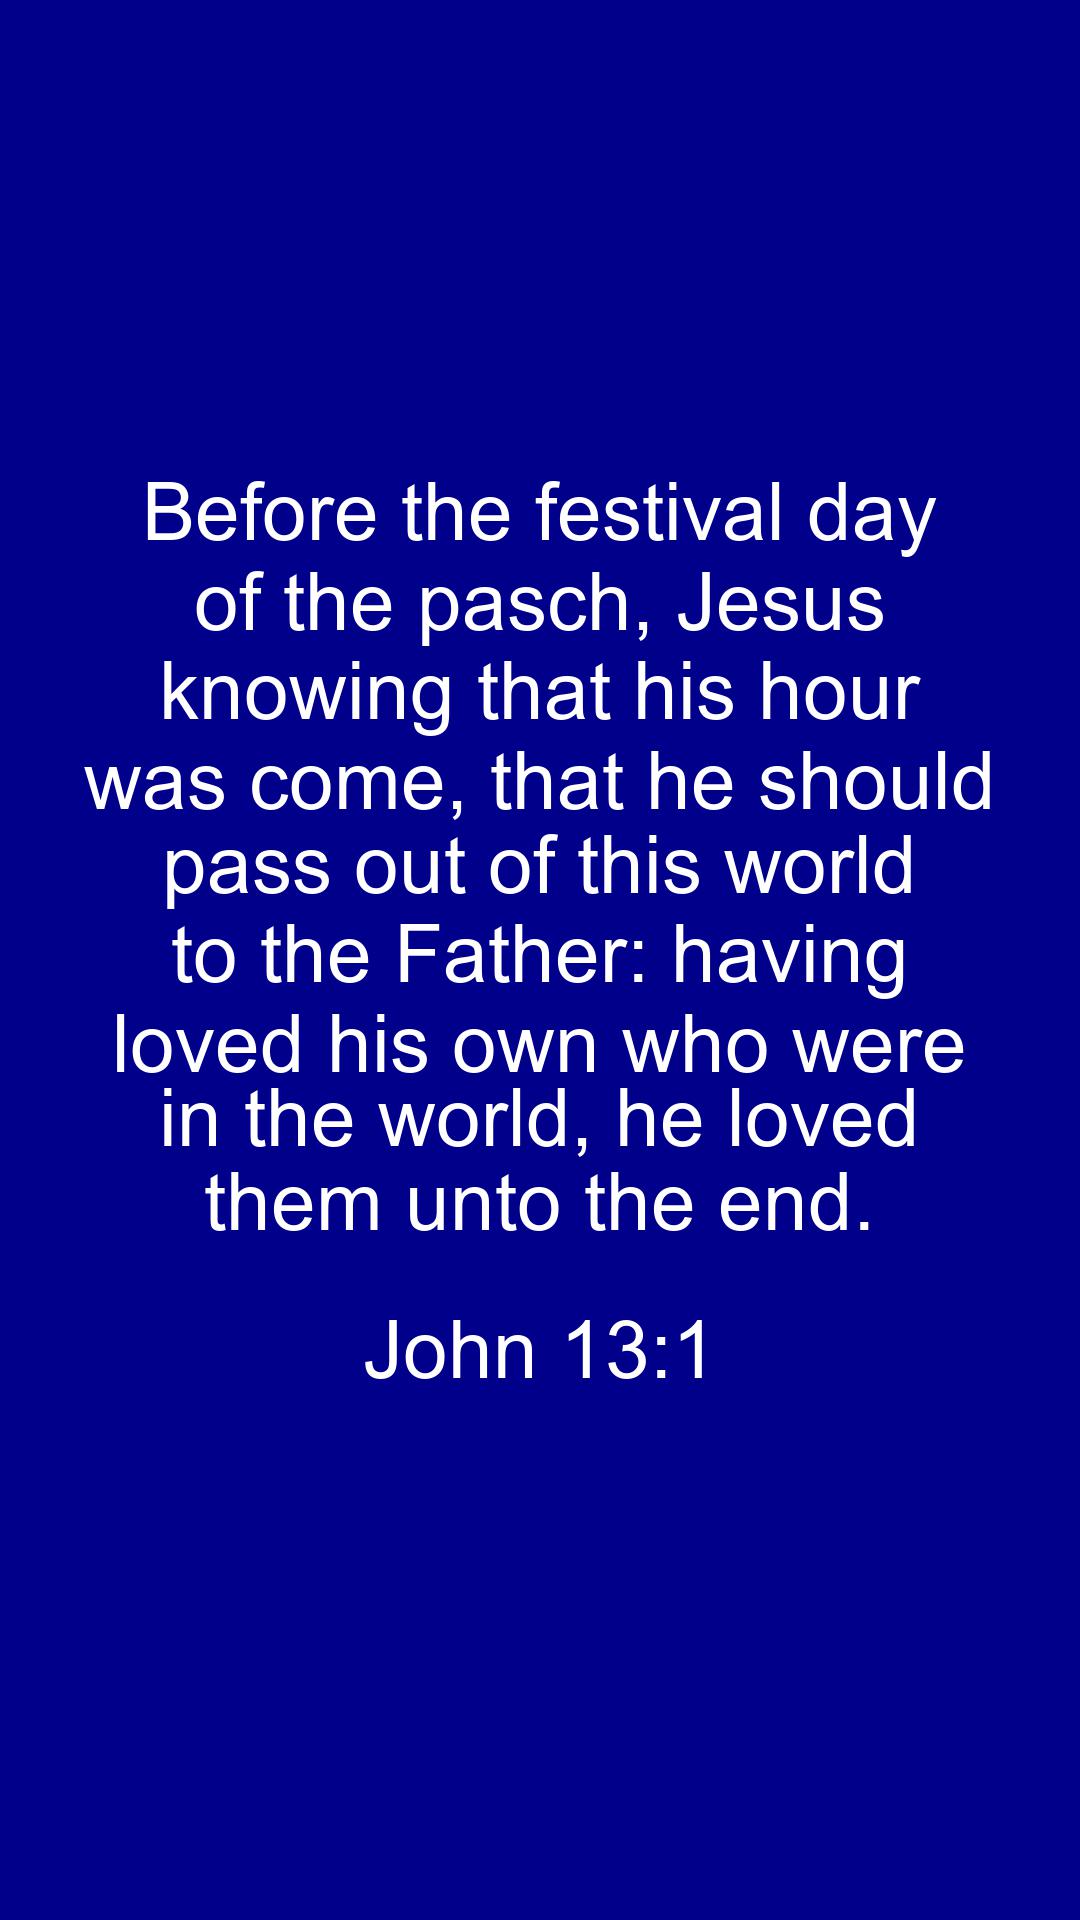 Before the festival day
of the pasch, Jesus
knowing that his hour
was come, that he should
pass out of this world
to the Father: having
loved his own who were
in the world, he loved
them unto the end.
John 13:1